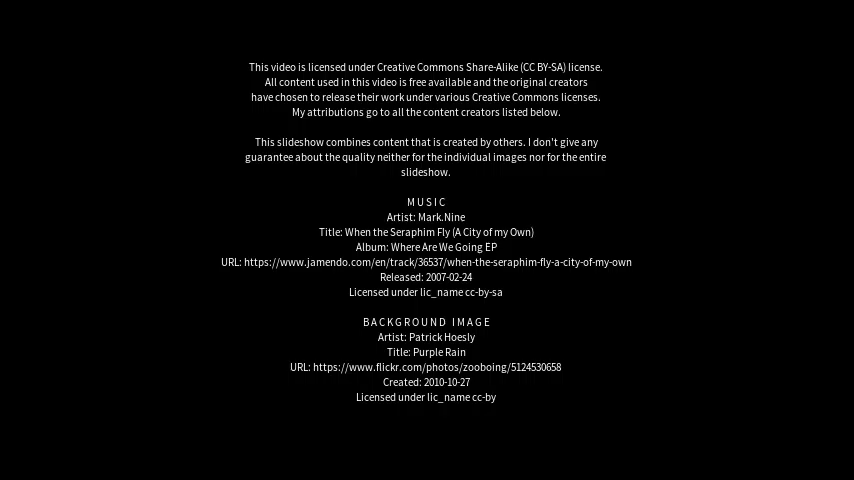 This video is licensed under Creative Commons Share-Alike (CC BY-SA) license.
All content used in this video is free available and the original creators
have chosen to release their work under various Creative Commons licenses.
My attributions go to all the content creators listed below.
This slideshow combines content that is created by others. I don't give any
guarantee about the quality neither for the individual images nor for the entire
slideshow.
MUSIC
Artist: Mark.Nine
Title: When the Seraphim Fly (A City of my Own)
Album: Where Are We Going EP
URL: https://www.jamendo.com/en/track/36537/when-the-seraphim-fly-a-city-of-my-own
Released: 2007-02-24
Licensed under lic_name cc-by-sa
BACKGROUND IMAGE
Artist: Patrick Hoesly
Title: Purple Rain
URL: https://www.flickr.com/photos/zooboing/5124530658
Created: 2010-10-27
Licensed under lic_name cc-by